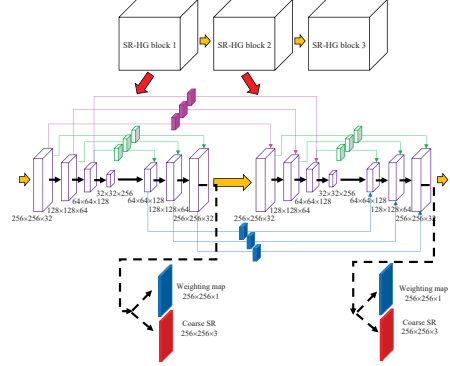 SR-HG block 1
SR-HG block 2
SR-HG block 3
256×256×32
128×128×64
64×64×128
32×32×256
64×64×128
128×128×64
256×256×32
256×256×32
128×128×64
64×64×128
32×32×256
64×64×128
128×128×64
256×256×32
Weighting map
256×256×1
Coarse SR
256×256×3
Weighting map
256×256×1
Coarse SR
256×256×3